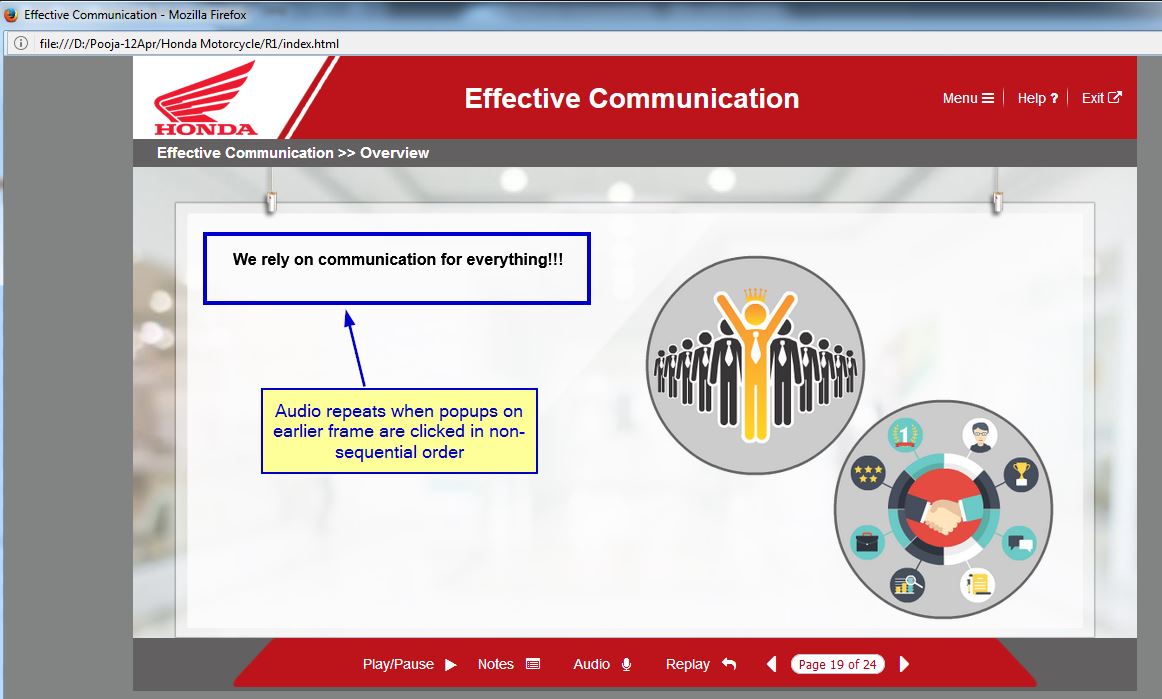 Effective Communication - Mozilla Firefox
file:///D:/Pooja-12Apr/Honda Motorcycle/R1/index.html
HONDA
Effective Communication
Menu
Help ?
Exit
Effective Communication >> Overview
We rely on communication for everything!!!
Audio repeats when popups on
earlier frame are clicked in non-
sequential order
1
Play/Pause
Notes
Audio
Replay
Page 19 of 24